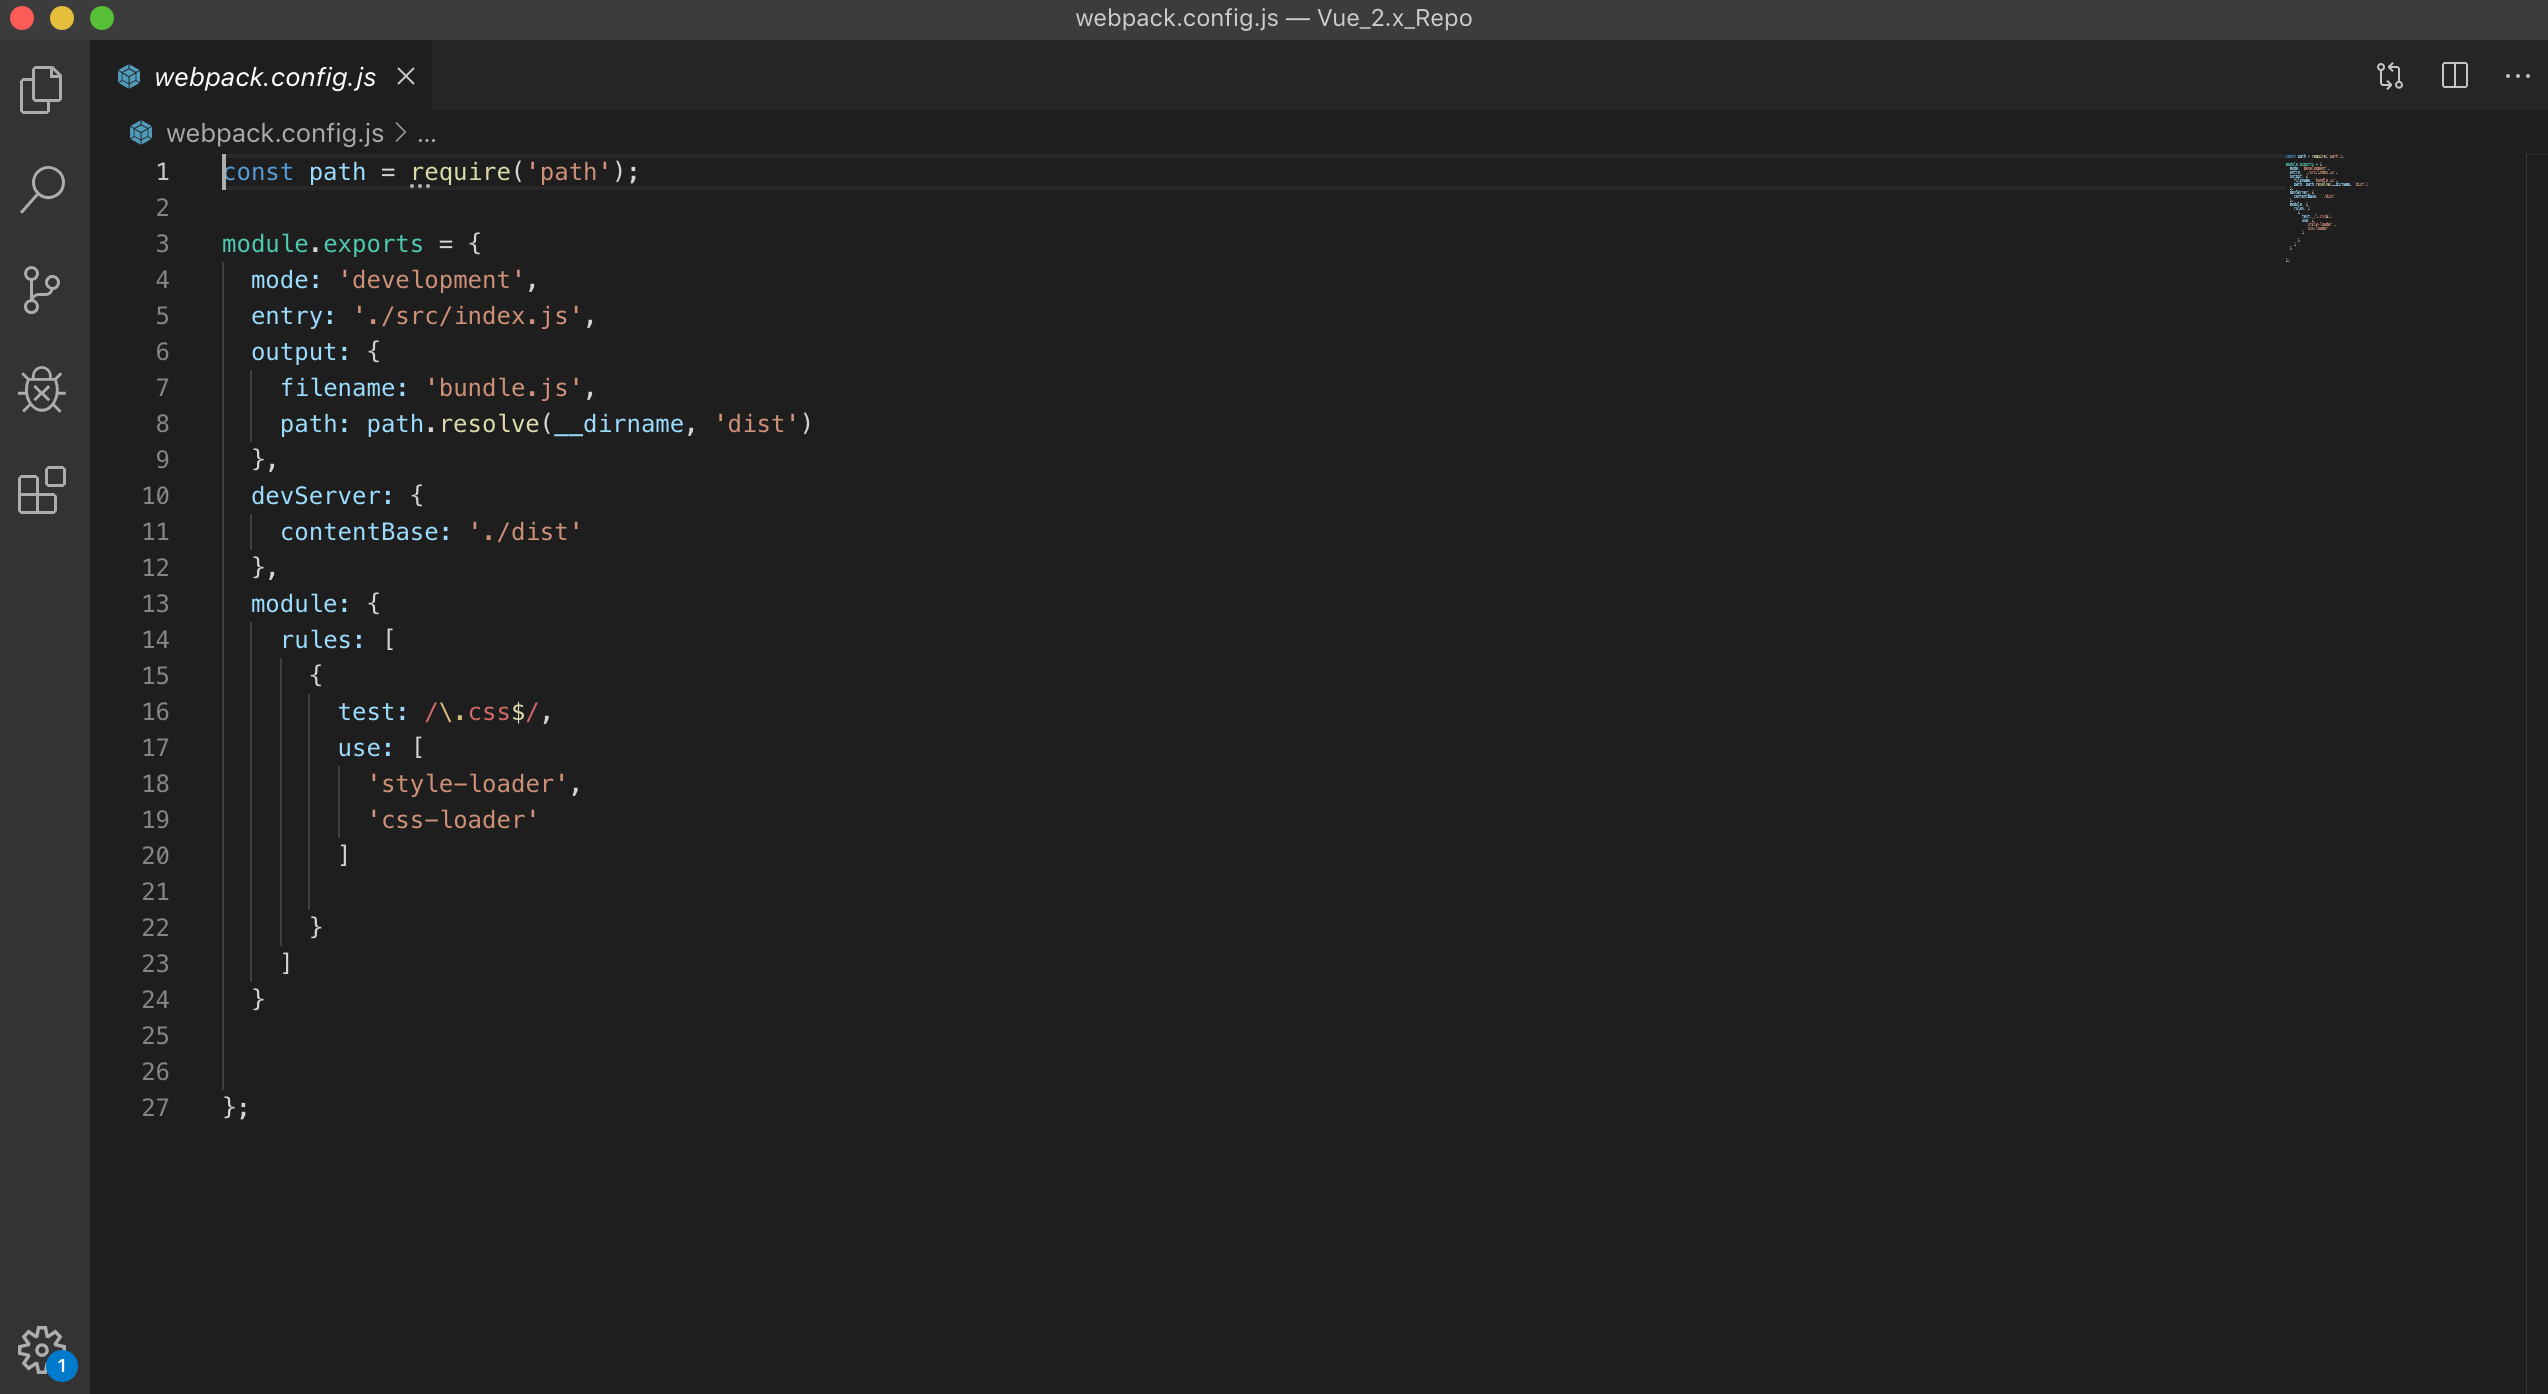 webpack.config.js — Vue_2.x_Repo
webpack.config.js
webpack.config.js > ...
1 const path = require('path');
2
3 module.exports = {
4   mode: 'development',
5   entry: './src/index.js',
6   output: {
7     filename: 'bundle.js',
8     path: path.resolve(__dirname, 'dist')
9   },
10   devServer: {
11     contentBase: './dist'
12   },
13   module: {
14     rules: [
15       {
16         test: /\.css$/,
17         use: [
18           'style-loader',
19           'css-loader'
20         ]
21
22       }
23     ]
24   }
25
26
27 };
1